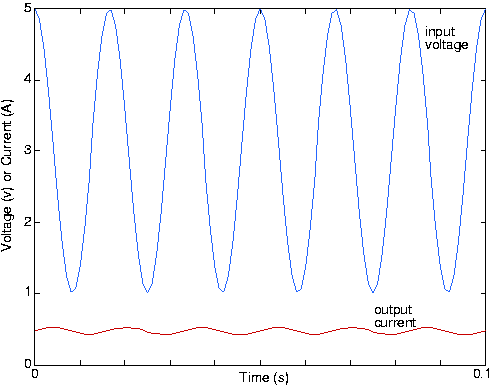 5
input
voltage
4
3
2
1
output
current
0
0
0.1
Time (s)
Voltage (v) or Current (A)